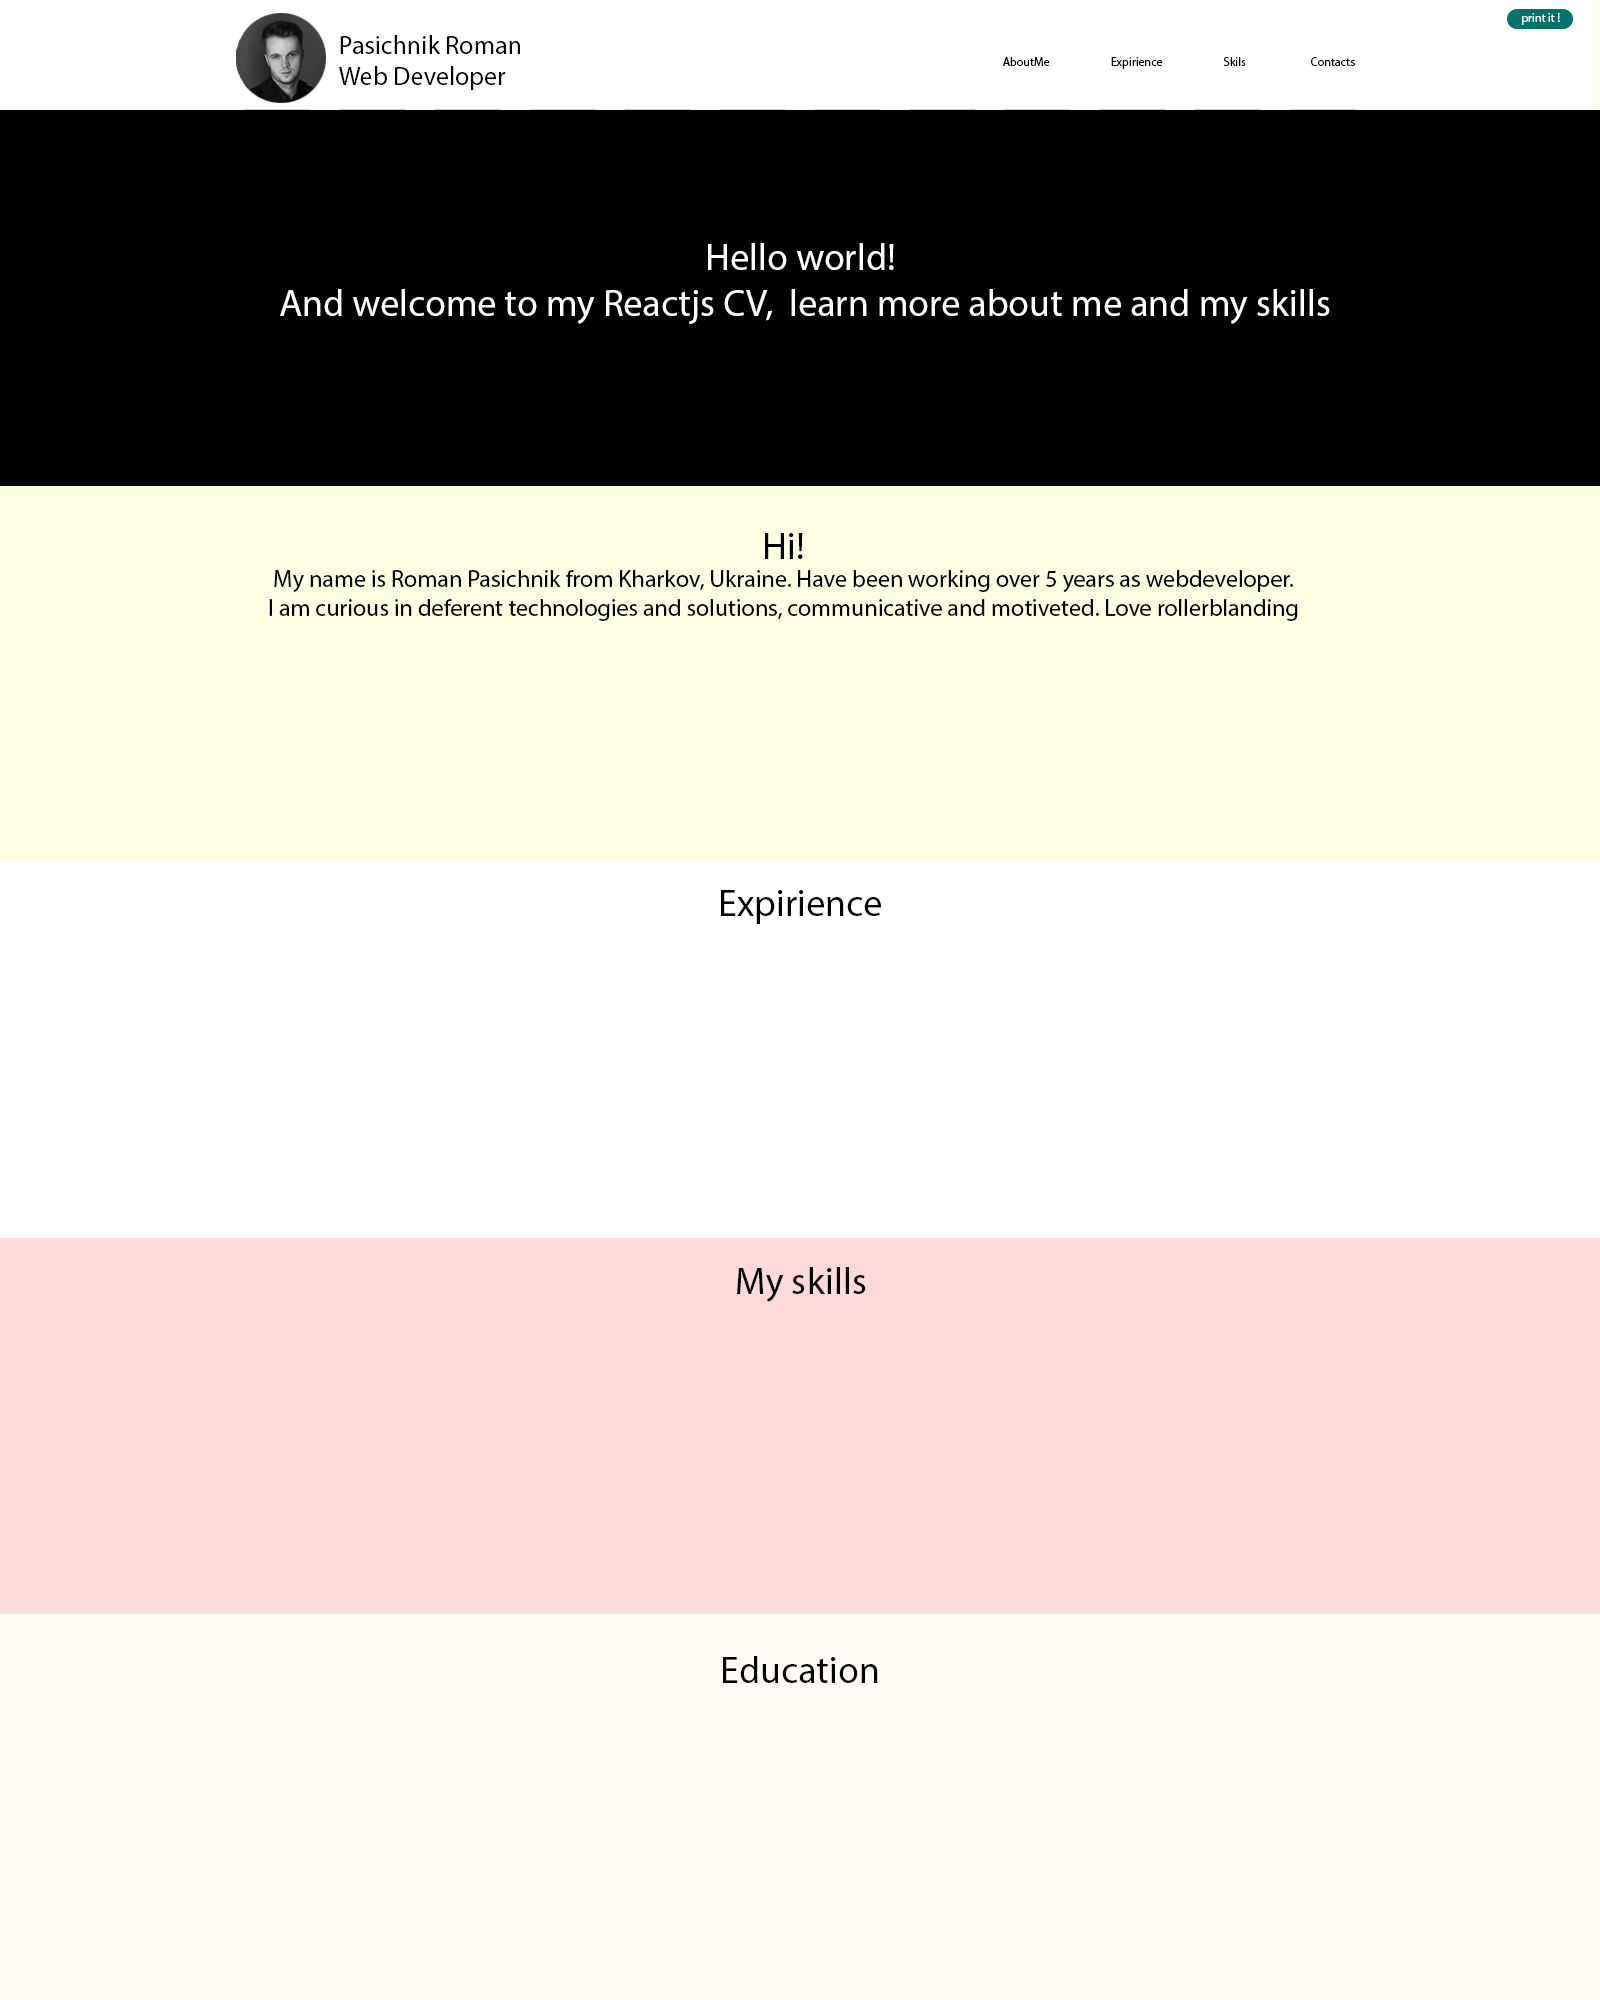 print it !
Pasichnik Roman
Web Developer
AboutMe
Expirience
Skils
Contacts
Hello world!
And welcome to my Reactjs CV,  learn more about me and my skills
Hi!
My name is Roman Pasichnik from Kharkov, Ukraine. Have been working over 5 years as webdeveloper.
I am curious in deferent technologies and solutions, communicative and motiveted. Love rollerblanding
Expirience
My skills
Education